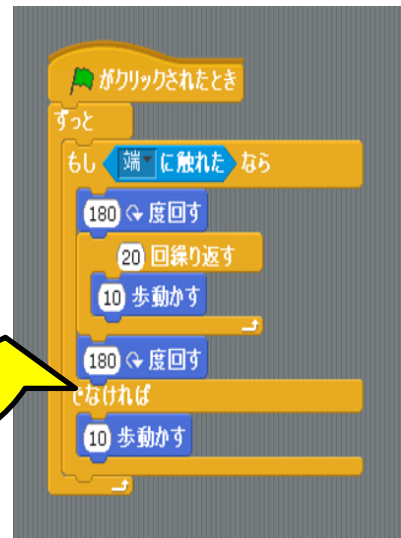 がクリックされたとき
ずっと
もし 端 に触れた なら
180 度回す
20 回繰り返す
10 歩動かす
180 度回す
でなければ
10 歩動かす